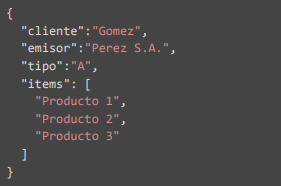 {
  "cliente":"Gomez",
  "emisor":"Perez S.A.",
  "tipo":"A",
  "items": [
    "Producto 1",
    "Producto 2",
    "Producto 3"
  ]
}